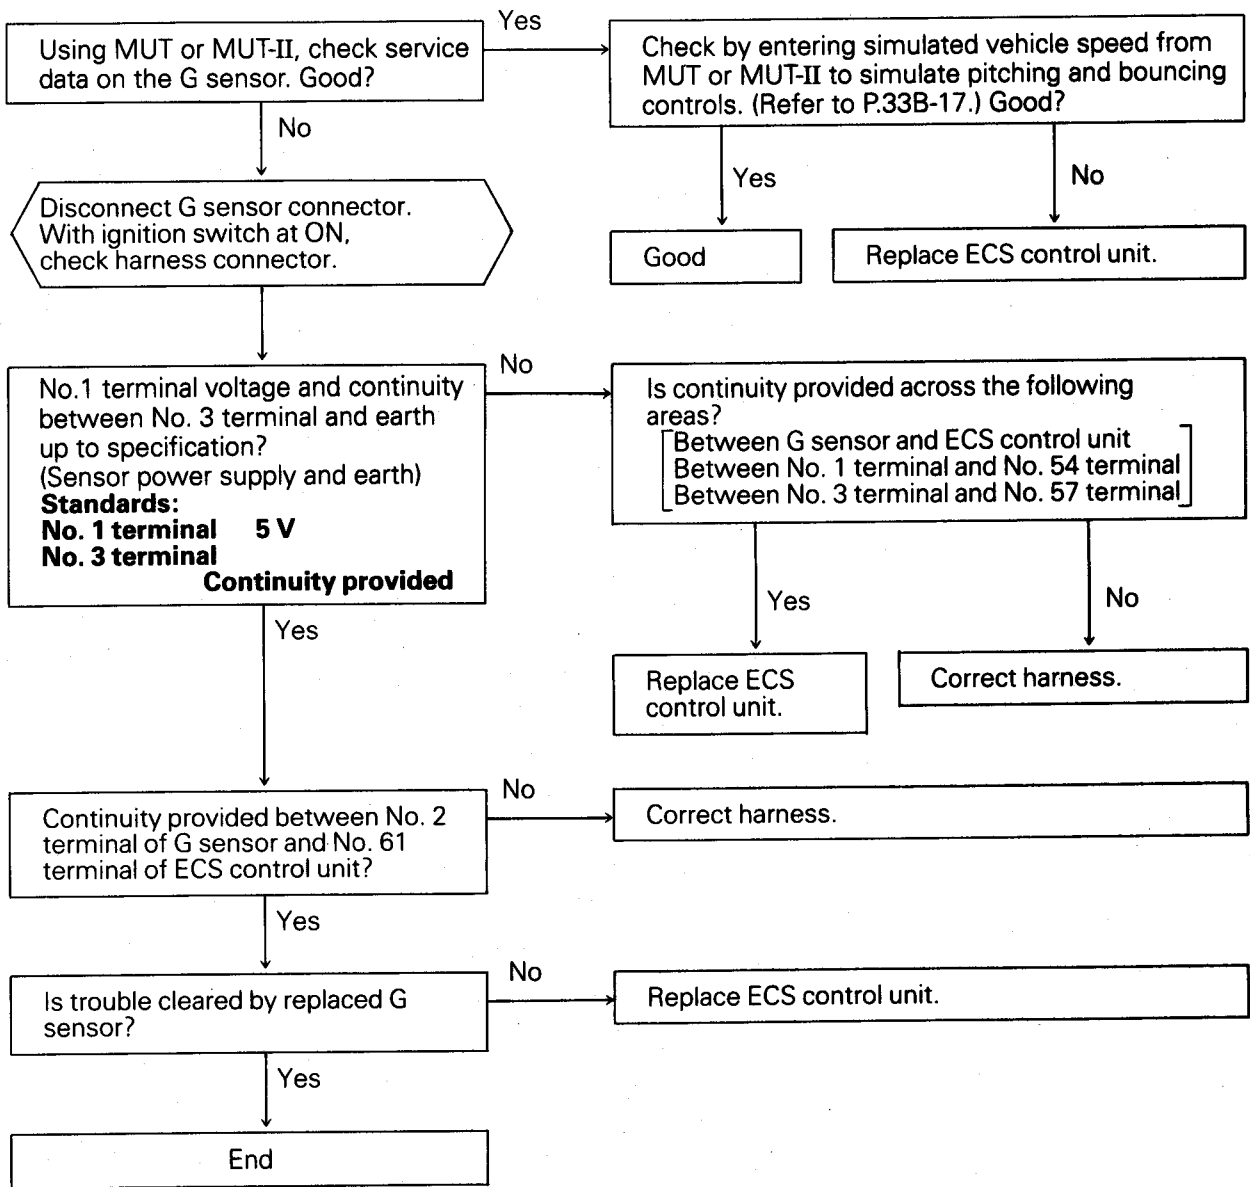 Using MUT or MUT-II, check service
data on the G sensor. Good?
Yes
Check by entering simulated vehicle speed from
MUT or MUT-II to simulate pitching and bouncing
controls. (Refer to P.33B-17.) Good?
No
Yes
No
Disconnect G sensor connector.
With ignition switch at ON,
check harness connector.
Good
Replace ECS control unit.
No.1 terminal voltage and continuity
between No. 3 terminal and earth
up to specification?
(Sensor power supply and earth)
Standards:
No. 1 terminal 5 V
No. 3 terminal
Continuity provided
No
Is continuity provided across the following
areas?
Between G sensor and ECS control unit
Between No. 1 terminal and No. 54 terminal
Between No. 3 terminal and No. 57 terminal
Yes
No
Yes
Replace ECS
control unit.
Correct harness.
Continuity provided between No. 2
terminal of G sensor and No. 61
terminal of ECS control unit?
No
Correct harness.
Yes
Is trouble cleared by replaced G
sensor?
No
Replace ECS control unit.
Yes
End